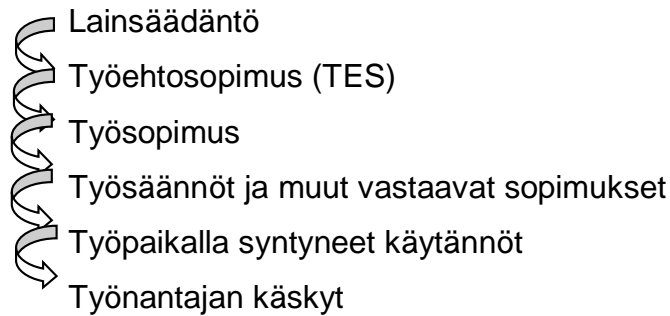 Lainsäädäntö
Työehtosopimus (TES)
Työsopimus
Työsäännöt ja muut vastaavat sopimukset
Työpaikalla syntyneet käytännöt
Työnantajan käskyt